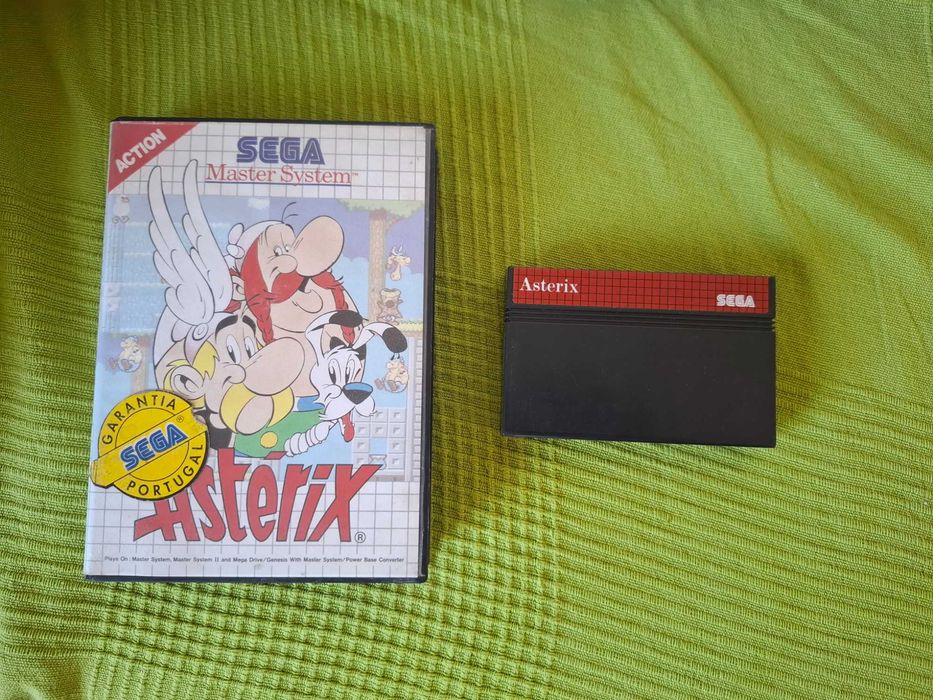 ACTION
SEGA
Master System™
GARANTIA
SEGA®
PORTUGAL
Asterix®
Plays On : Master System, Master System II and Mega Drive/Genesis With Master System/Power Base Converter
Asterix
SEGA